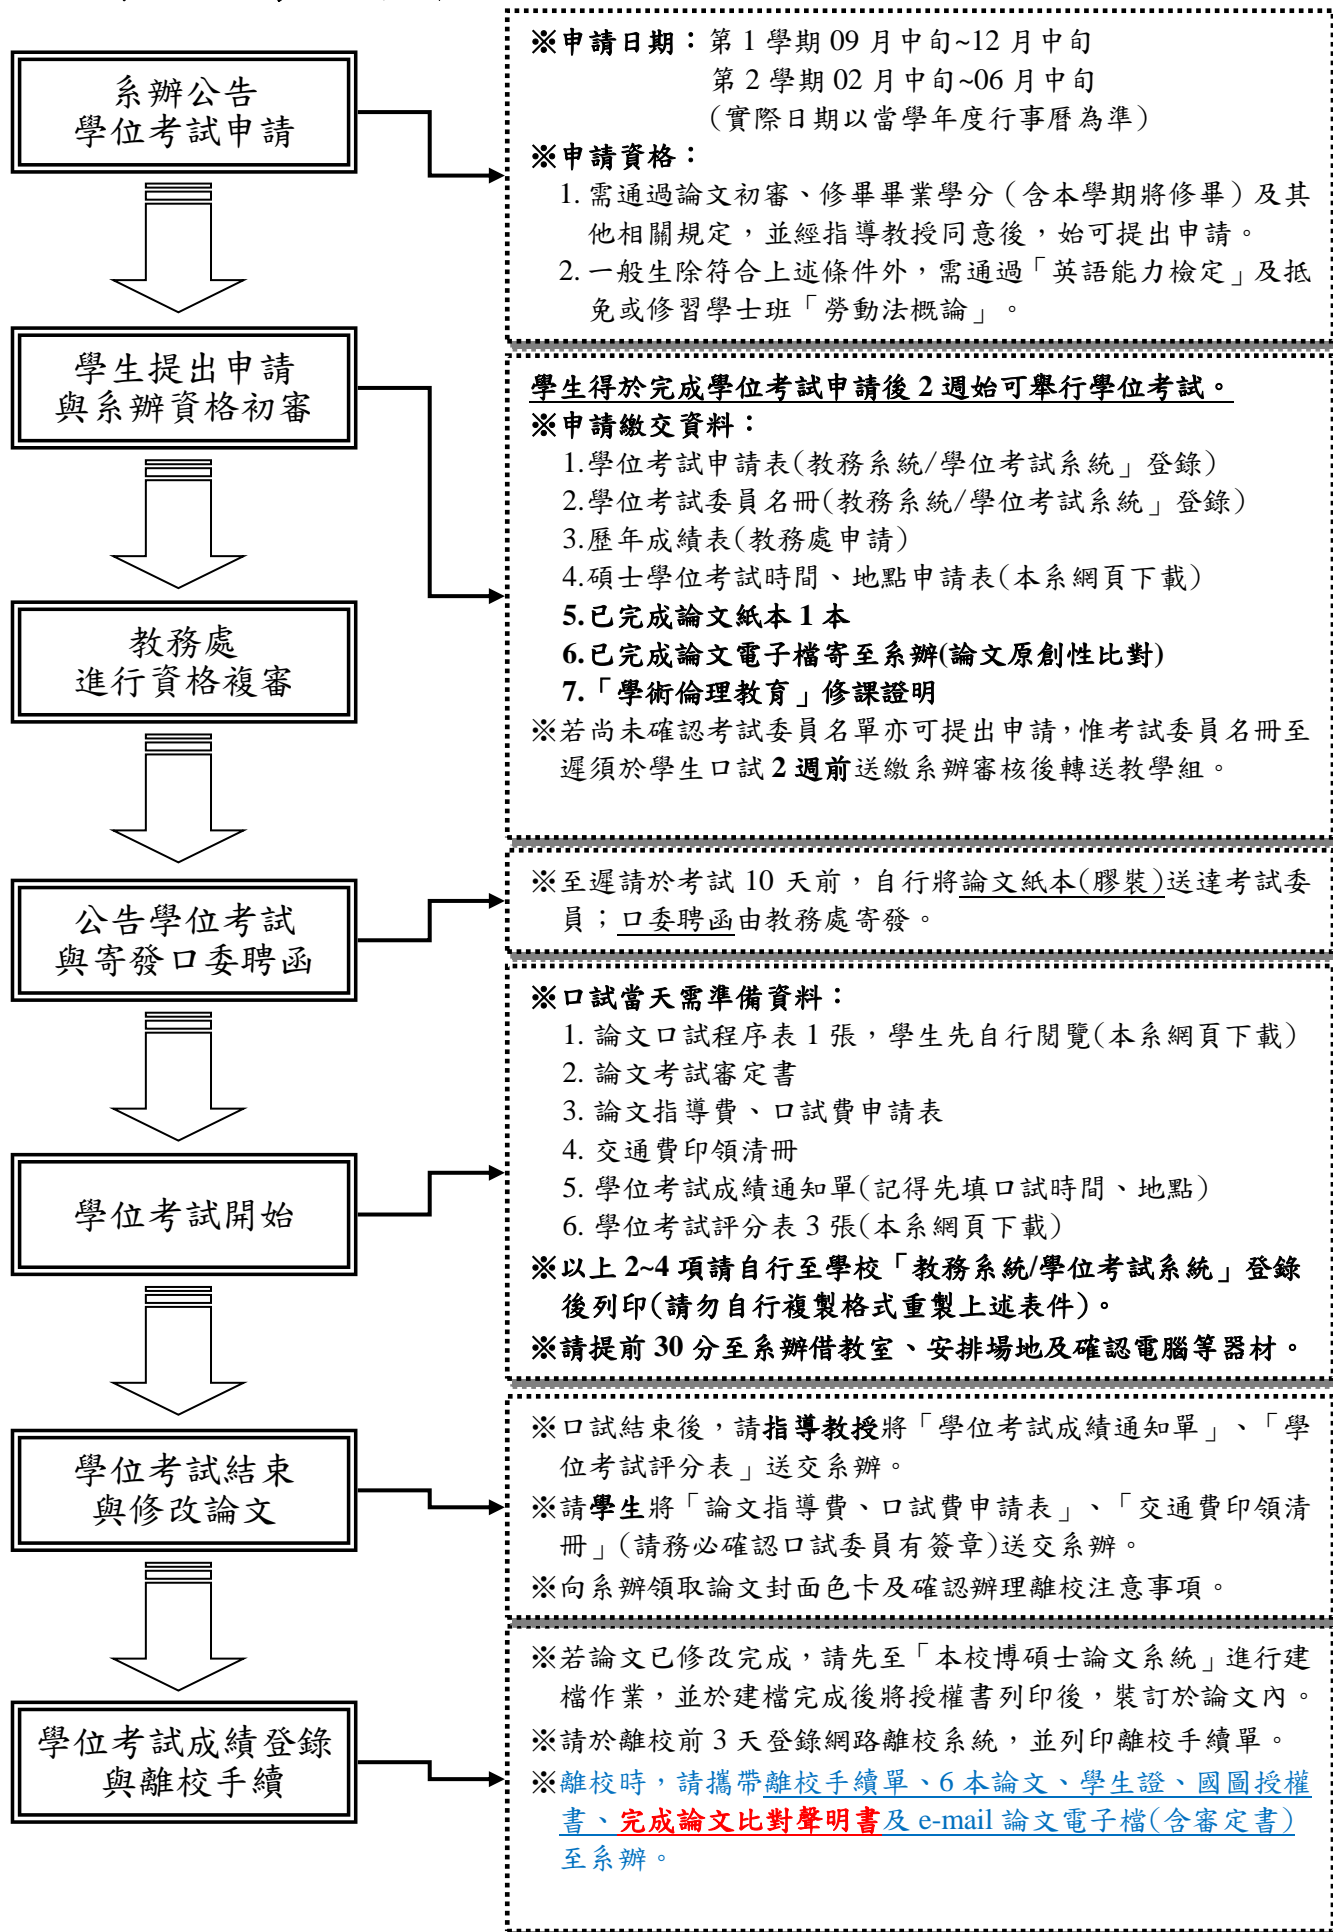 系辦公告
學位考試申請
※申請日期：第 1 學期 09 月中旬~12 月中旬
第 2 學期 02 月中旬~06 月中旬
(實際日期以當學年度行事曆為準)
※申請資格：
1. 需通過論文初審、修畢畢業學分（含本學期將修畢）及其
他相關規定，並經指導教授同意後，始可提出申請。
2. 一般生除符合上述條件外，需通過「英語能力檢定」及抵
免或修習學士班「勞動法概論」。
學生提出申請
與系辦資格初審
學生得於完成學位考試申請後 2 週始可舉行學位考試。
※申請繳交資料：
1.學位考試申請表(教務系統/學位考試系統」登錄)
2.學位考試委員名冊(教務系統/學位考試系統」登錄)
3.歷年成績表(教務處申請)
4.碩士學位考試時間、地點申請表(本系網頁下載)
5.已完成論文紙本 1 本
6.已完成論文電子檔寄至系辦(論文原創性比對)
7.「學術倫理教育」修課證明
※若尚未確認考試委員名單亦可提出申請，惟考試委員名冊至
遲須於學生口試 2 週前送繳系辦審核後轉送教學組。
教務處
進行資格複審
公告學位考試
與寄發口委聘函
※至遲請於考試 10 天前，自行將論文紙本(膠裝)送達考試委
員；口委聘函由教務處寄發。
學位考試開始
※口試當天需準備資料：
1. 論文口試程序表 1 張，學生先自行閱覽(本系網頁下載)
2. 論文考試審定書
3. 論文指導費、口試費申請表
4. 交通費印領清冊
5. 學位考試成績通知單(記得先填口試時間、地點)
6. 學位考試評分表 3 張(本系網頁下載)
※以上 2~4 項請自行至學校「教務系統/學位考試系統」登錄
後列印(請勿自行複製格式重製上述表件)。
※請提前 30 分至系辦借教室、安排場地及確認電腦等器材。
學位考試結束
與修改論文
※口試結束後，請指導教授將「學位考試成績通知單」、「學
位考試評分表」送交系辦。
※請學生將「論文指導費、口試費申請表」、「交通費印領清
冊」(請務必確認口試委員有簽章)送交系辦。
※向系辦領取論文封面色卡及確認辦理離校注意事項。
學位考試成績登錄
與離校手續
※若論文已修改完成，請先至「本校博碩士論文系統」進行建
檔作業，並於建檔完成後將授權書列印後，裝訂於論文內。
※請於離校前 3 天登錄網路離校系統，並列印離校手續單。
※離校時，請攜帶離校手續單、6 本論文、學生證、國圖授權
書、完成論文比對聲明書及 e-mail 論文電子檔(含審定書)
至系辦。